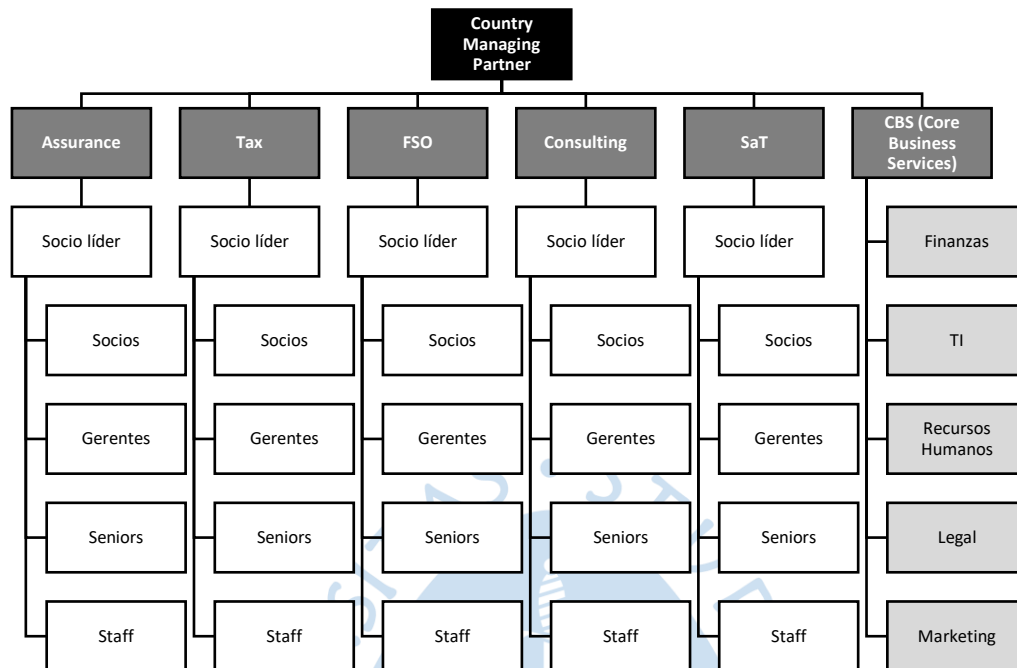 Country
Managing
Partner
Assurance
Tax
FSO
Consulting
SaT
CBS (Core
Business
Services)
Socio líder
Socio líder
Socio líder
Socio líder
Socio líder
Finanzas
Socios
Socios
Socios
Socios
Socios
TI
Gerentes
Gerentes
Gerentes
Gerentes
Gerentes
Recursos
Humanos
Seniors
Seniors
Seniors
Seniors
Seniors
Legal
Staff
Staff
Staff
Staff
Staff
Marketing